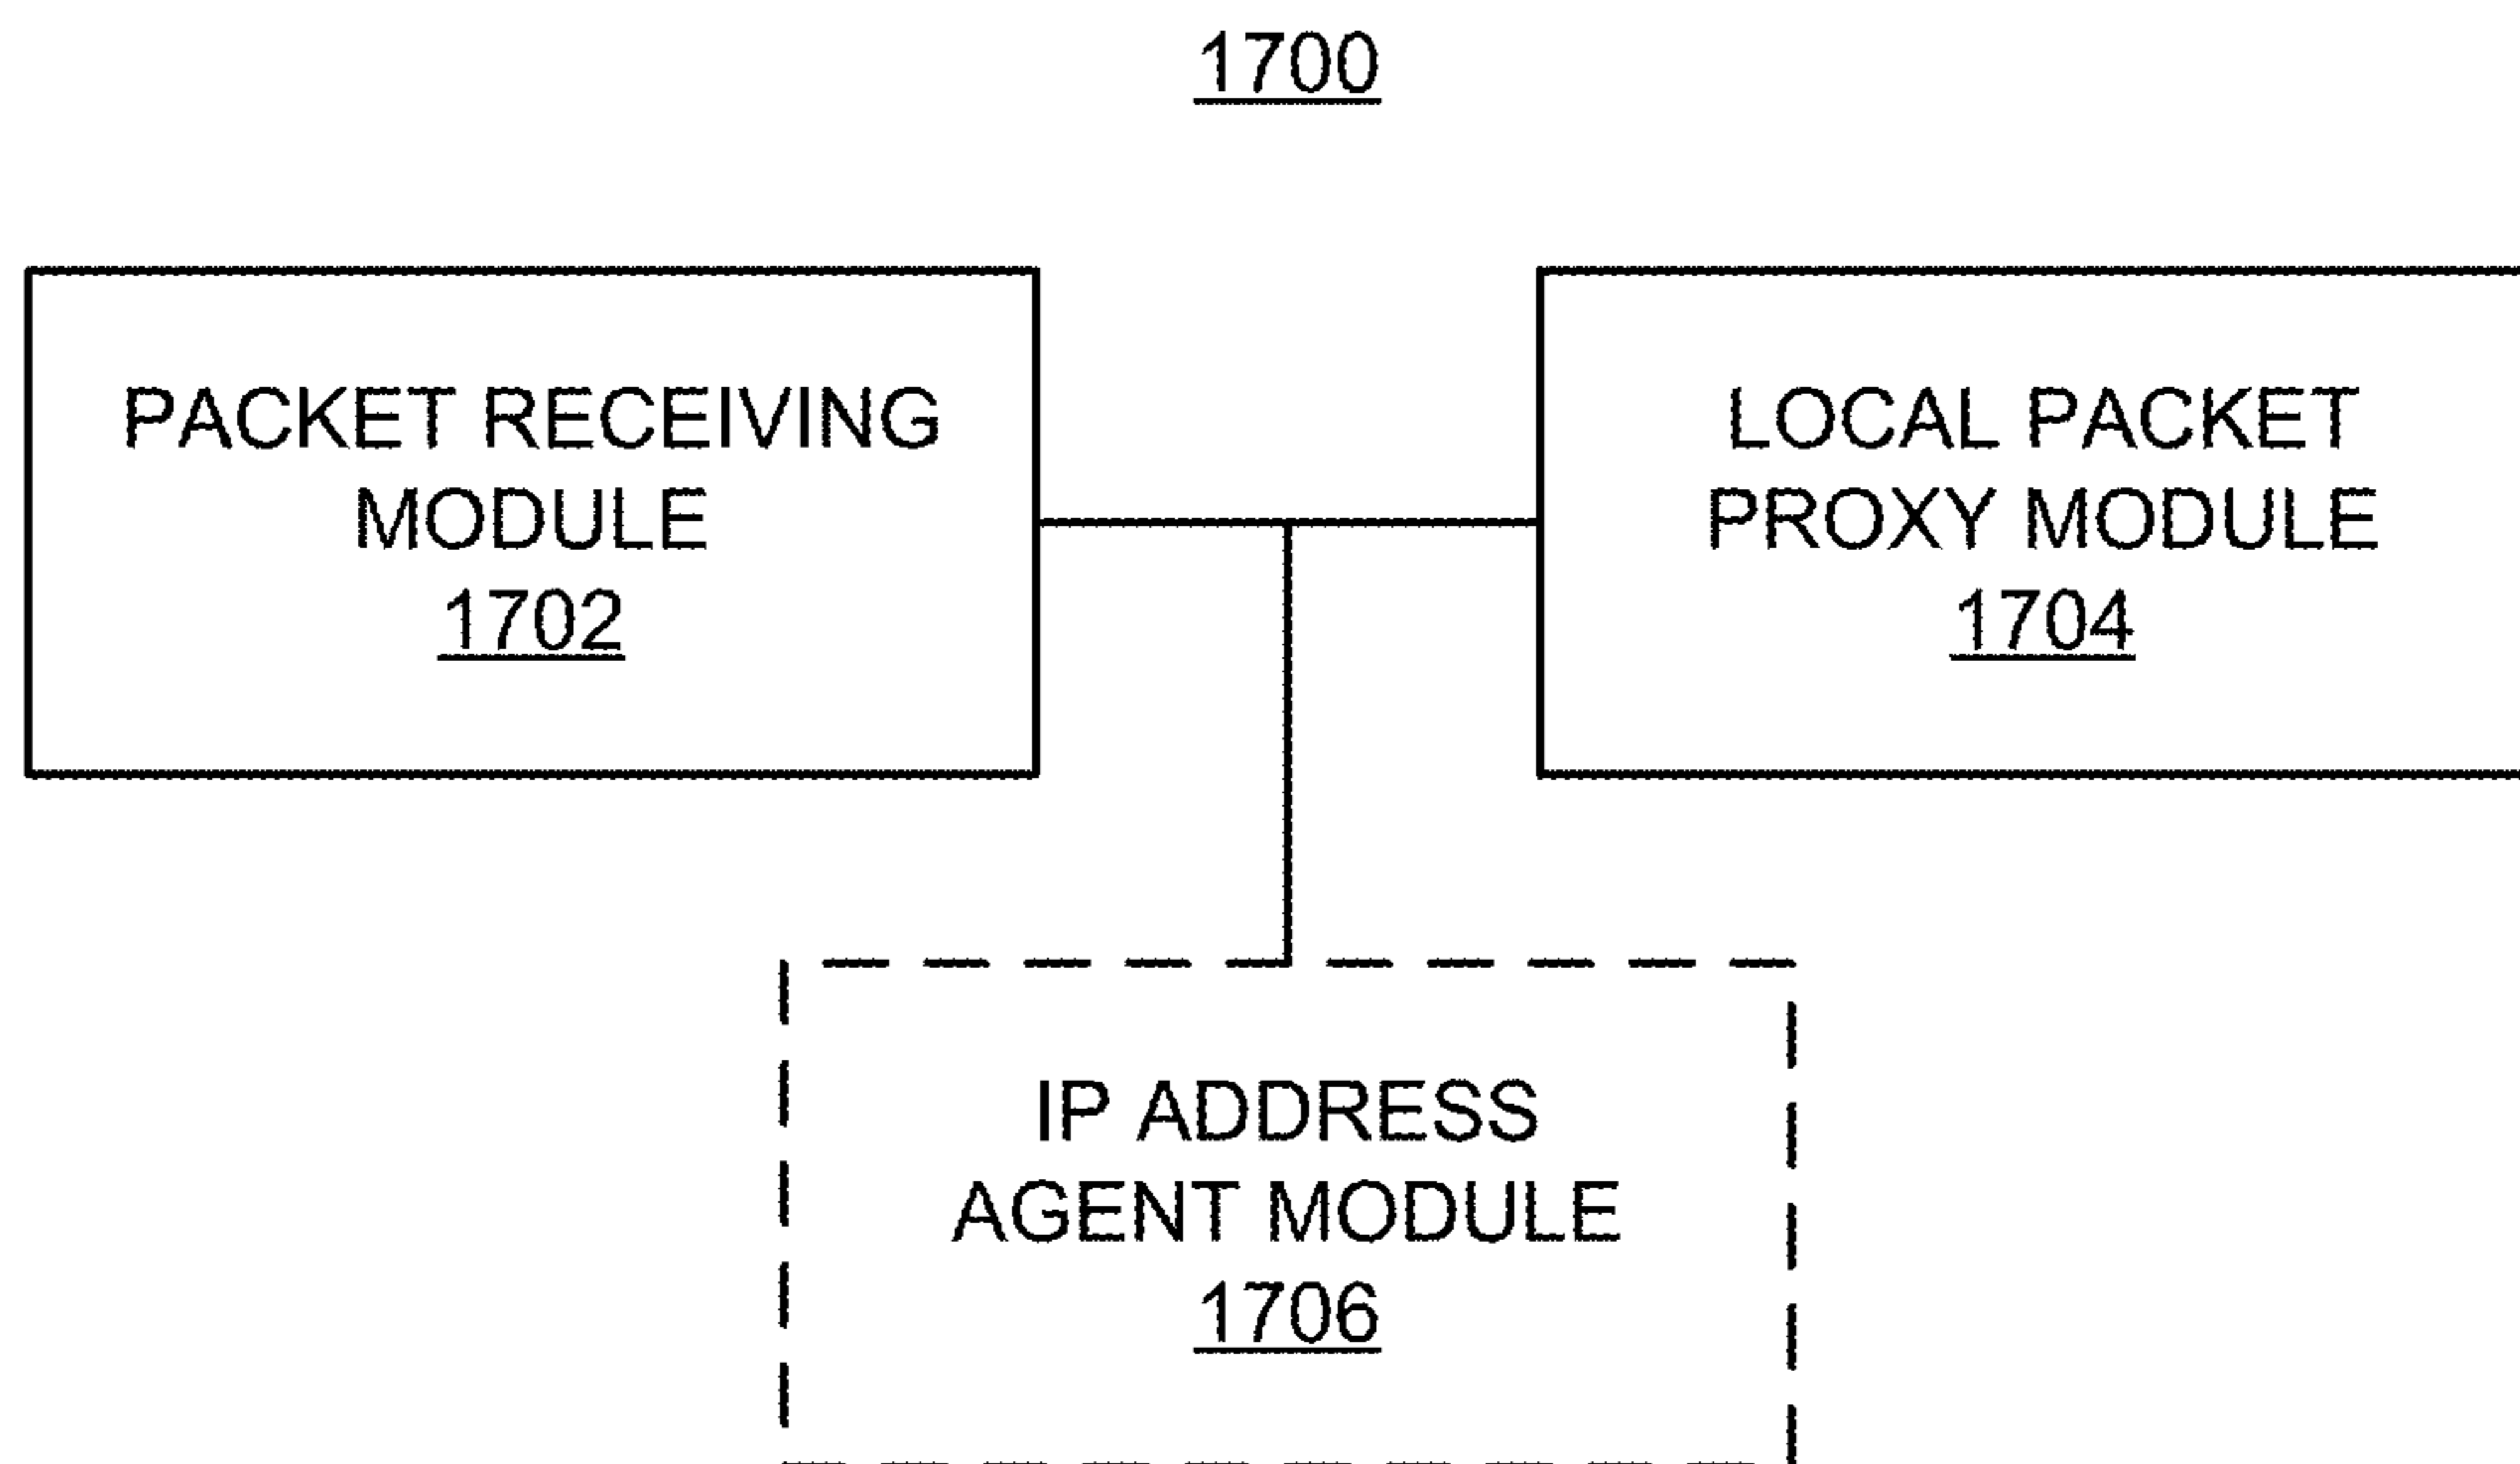 1700
PACKET RECEIVING
MODULE
1702
LOCAL PACKET
PROXY MODULE
1704
IP ADDRESS
AGENT MODULE
1706